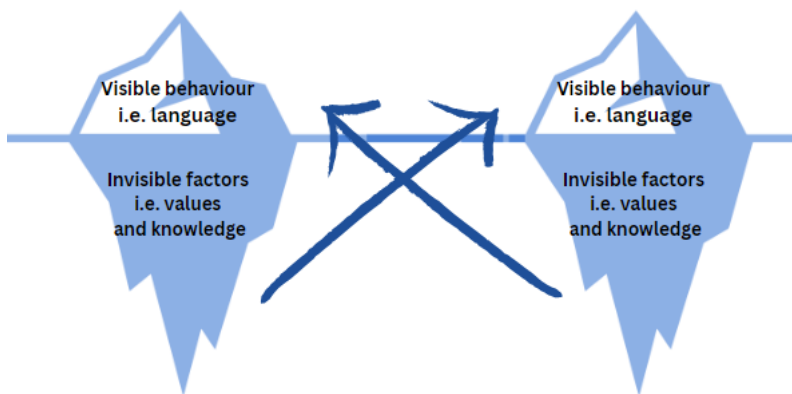 Visible behaviour
i.e. language
Invisible factors
i.e. values
and knowledge
Visible behaviour
i.e. language
Invisible factors
i.e. values
and knowledge